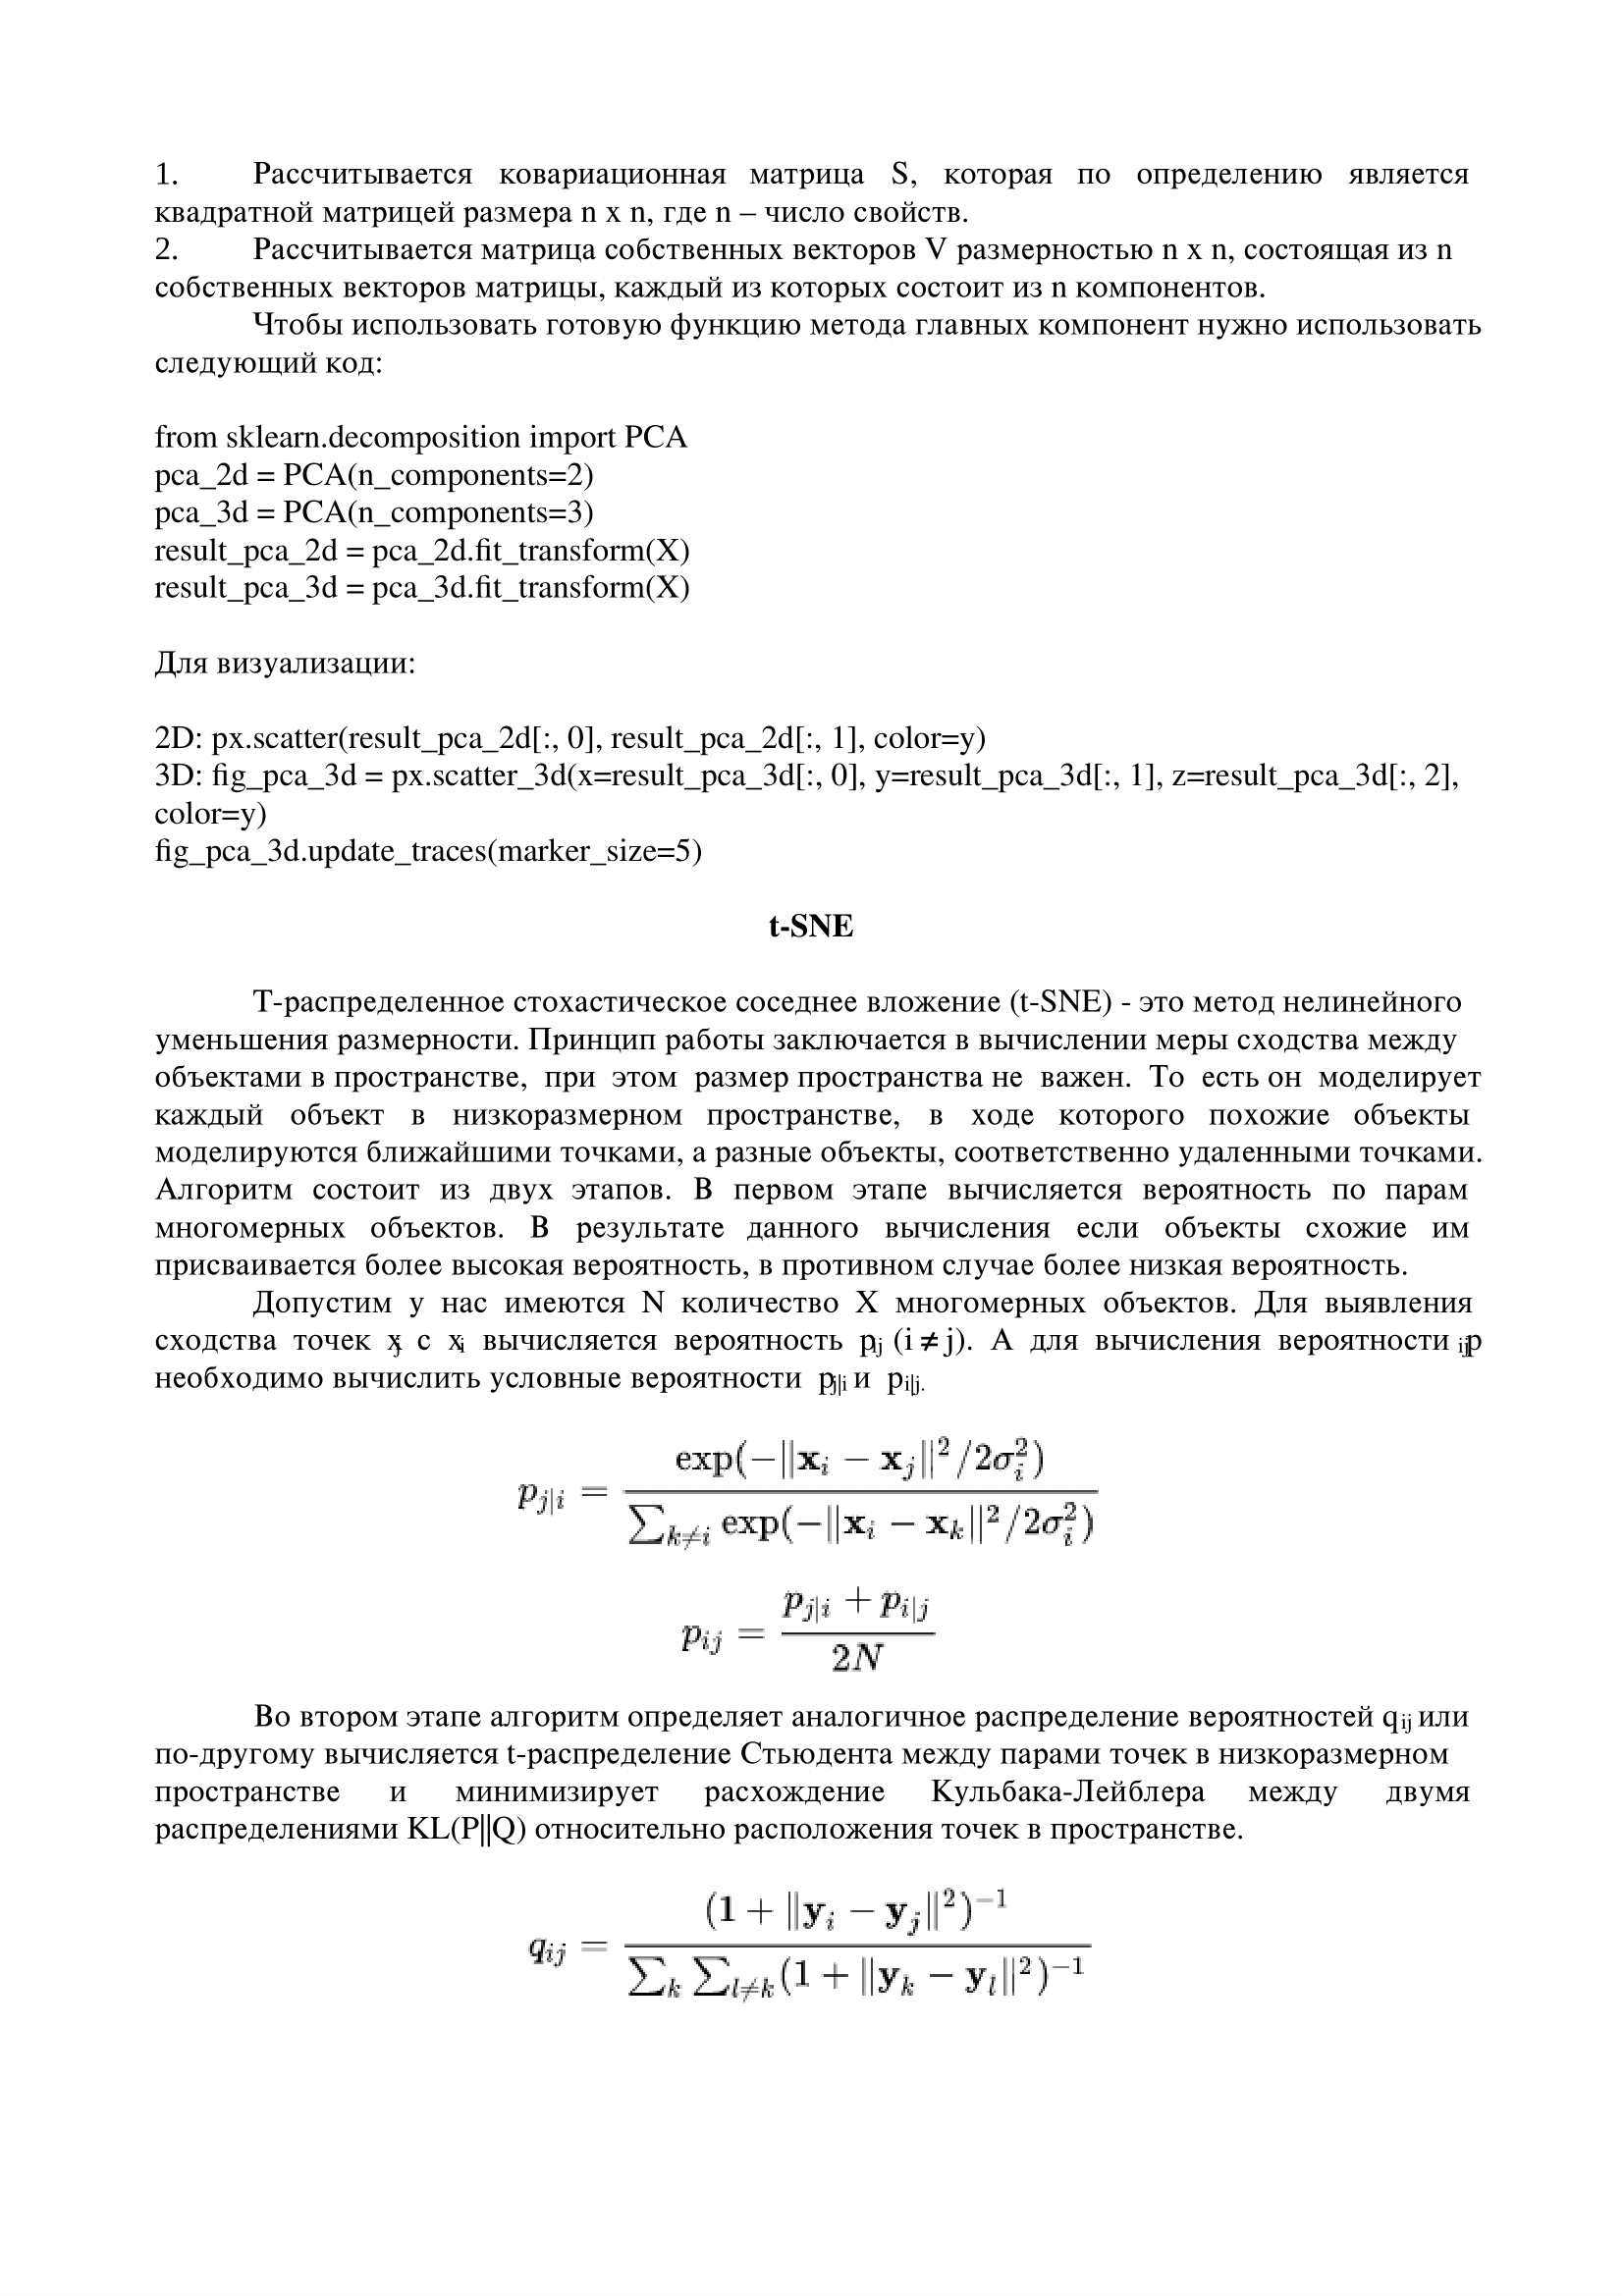 1. Рассчитывается ковариационная матрица S, которая по определению является
квадратной матрицей размера n x n, где n – число свойств.
2. Рассчитывается матрица собственных векторов V размерностью n x n, состоящая из n
собственных векторов матрицы, каждый из которых состоит из n компонентов.
Чтобы использовать готовую функцию метода главных компонент нужно использовать
следующий код:
from sklearn.decomposition import PCA
pca_2d = PCA(n_components=2)
pca_3d = PCA(n_components=3)
result_pca_2d = pca_2d.fit_transform(X)
result_pca_3d = pca_3d.fit_transform(X)
Для визуализации:
2D: px.scatter(result_pca_2d[:, 0], result_pca_2d[:, 1], color=y)
3D: fig_pca_3d = px.scatter_3d(x=result_pca_3d[:, 0], y=result_pca_3d[:, 1], z=result_pca_3d[:, 2],
color=y)
fig_pca_3d.update_traces(marker_size=5)
t-SNE
Т-распределенное стохастическое соседнее вложение (t-SNE) - это метод нелинейного
уменьшения размерности. Принцип работы заключается в вычислении меры сходства между
объектами в пространстве, при этом размер пространства не важен. То есть он моделирует
каждый объект в низкоразмерном пространстве, в ходе которого похожие объекты
моделируются ближайшими точками, а разные объекты, соответственно удаленными точками.
Алгоритм состоит из двух этапов. В первом этапе вычисляется вероятность по парам
многомерных объектов. В результате данного вычисления если объекты схожие им
присваивается более высокая вероятность, в противном случае более низкая вероятность.
Допустим у нас имеются N количество X многомерных объектов. Для выявления
сходства точек x_j с x_i вычисляется вероятность p_{ij} (i ≠ j). А для вычисления вероятности p_{ij}
необходимо вычислить условные вероятности p_{j|i} и p_{i|j}.
p_{j|i} = \frac{\exp(-||\mathbf{x}_i - \mathbf{x}_j||^2 / 2\sigma_i^2)}{\sum_{k \neq i} \exp(-||\mathbf{x}_i - \mathbf{x}_k||^2 / 2\sigma_i^2)}
p_{ij} = \frac{p_{j|i} + p_{i|j}}{2N}
Во втором этапе алгоритм определяет аналогичное распределение вероятностей q_{ij} или
по-другому вычисляется t-распределение Стьюдента между парами точек в низкоразмерном
пространстве и минимизирует расхождение Кульбака-Лейблера между двумя
распределениями KL(P||Q) относительно расположения точек в пространстве.
q_{ij} = \frac{(1 + ||\mathbf{y}_i - \mathbf{y}_j||^2)^{-1}}{\sum_k \sum_{l \neq k} (1 + ||\mathbf{y}_k - \mathbf{y}_l||^2)^{-1}}